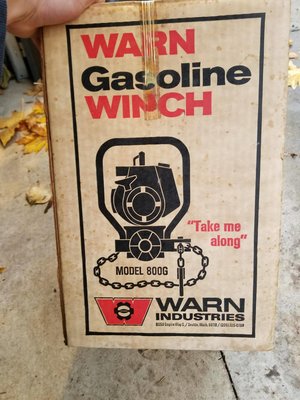 WARN
Gasoline
WINCH
"Take me
along"
MODEL 800G
WARN
INDUSTRIES